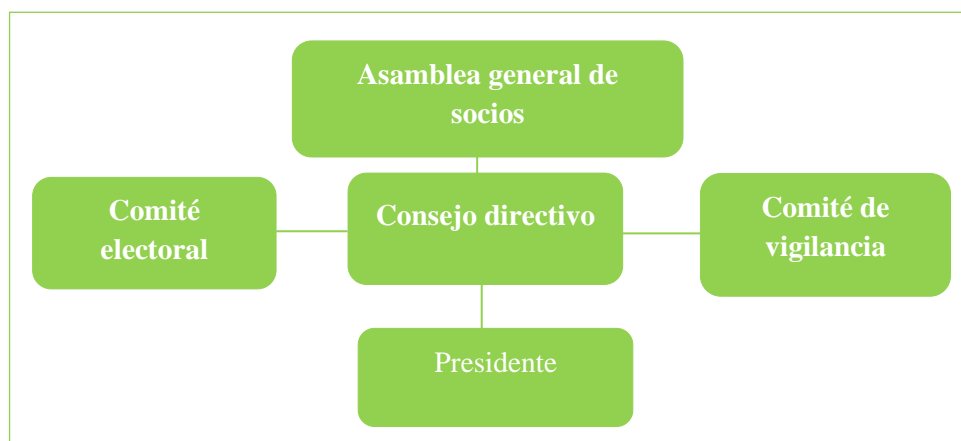 Asamblea general de
socios
Comité
electoral
Consejo directivo
Comité de
vigilancia
Presidente